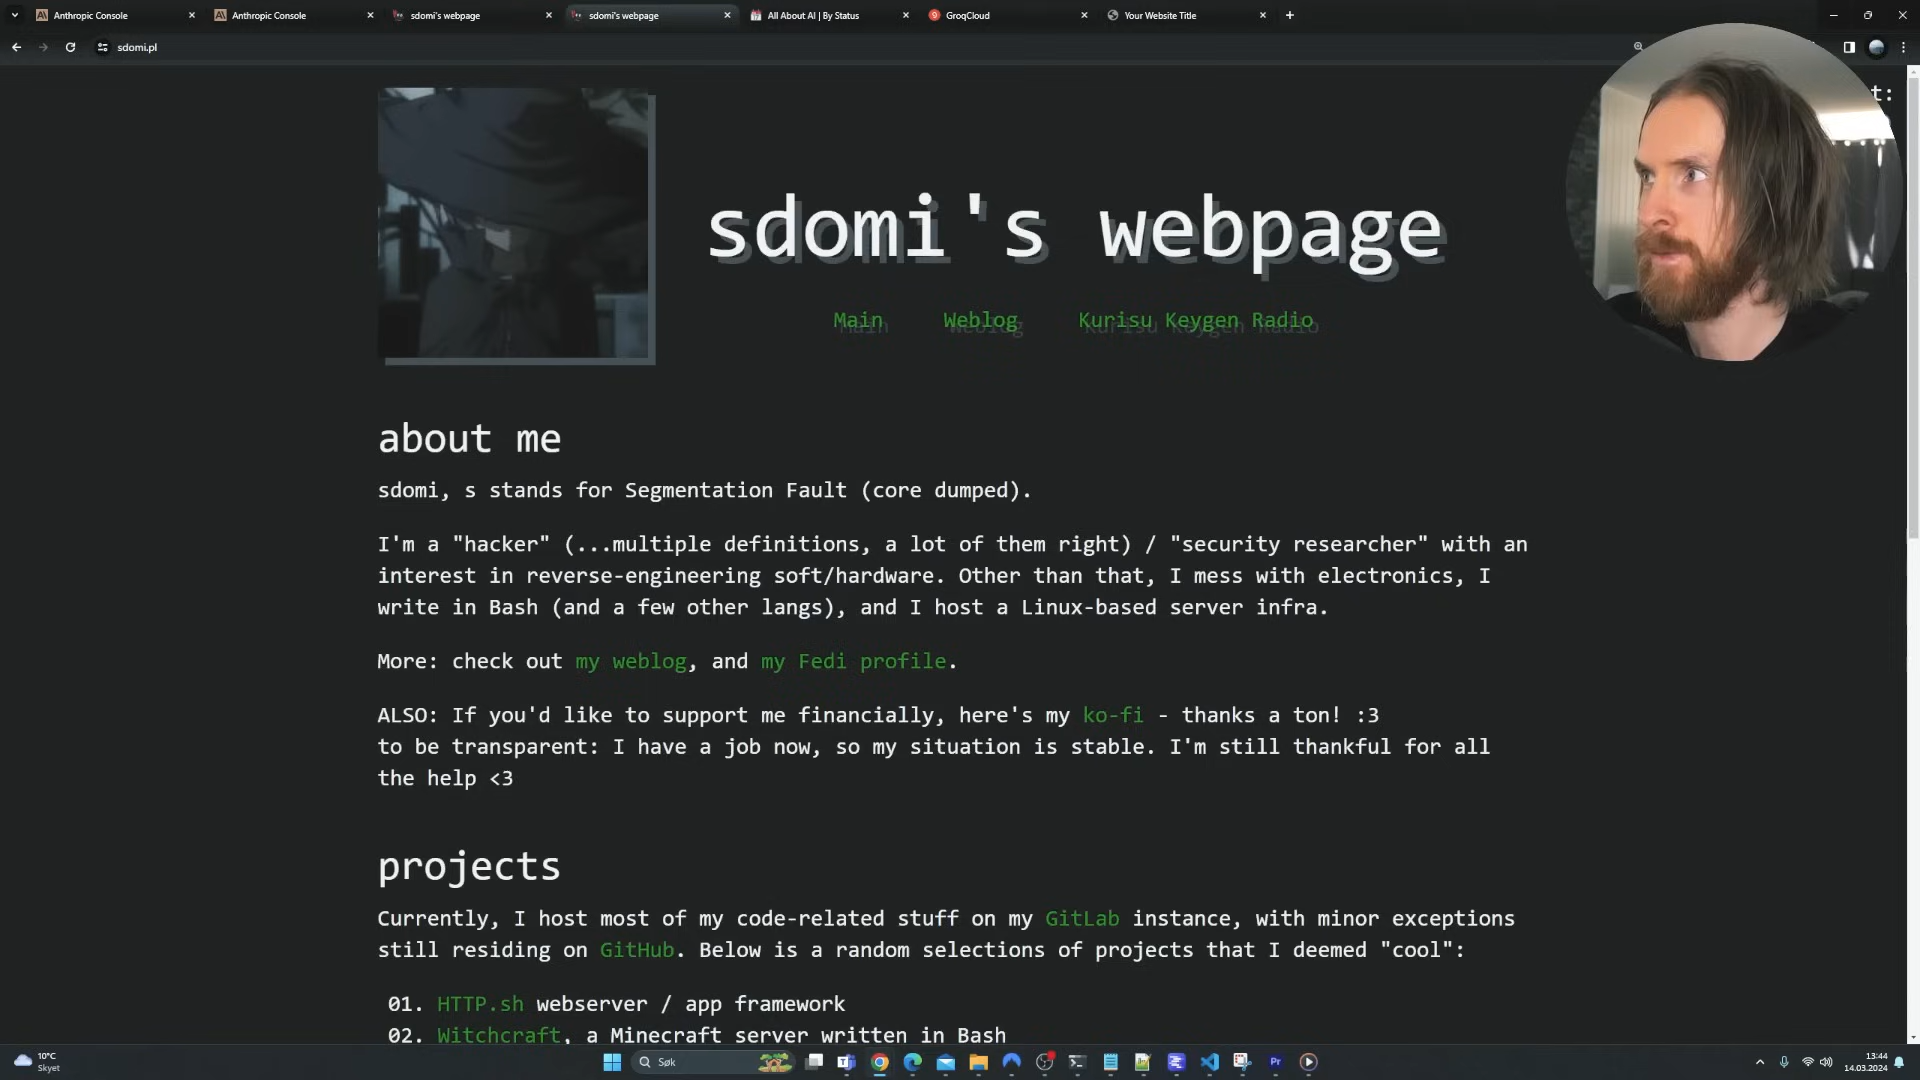 Anthropic Console
Anthropic Console
sdomi's webpage
sdomi's webpage
All About AI | By Status
GroqCloud
Your Website Title
sdomi.pl
t:
sdomi's webpage
Main Weblog Kurisu Keygen Radio
about me
sdomi, s stands for Segmentation Fault (core dumped).
I'm a "hacker" (...multiple definitions, a lot of them right) / "security researcher" with an
interest in reverse-engineering soft/hardware. Other than that, I mess with electronics, I
write in Bash (and a few other langs), and I host a Linux-based server infra.
More: check out my weblog, and my Fedi profile.
ALSO: If you'd like to support me financially, here's my ko-fi - thanks a ton! :3
to be transparent: I have a job now, so my situation is stable. I'm still thankful for all
the help <3
projects
Currently, I host most of my code-related stuff on my GitLab instance, with minor exceptions
still residing on GitHub. Below is a random selections of projects that I deemed "cool":
01. HTTP.sh webserver / app framework
02. Witchcraft, a Minecraft server written in Bash
10°C
Skyet
Søk
Pr
13:44
14.03.2024